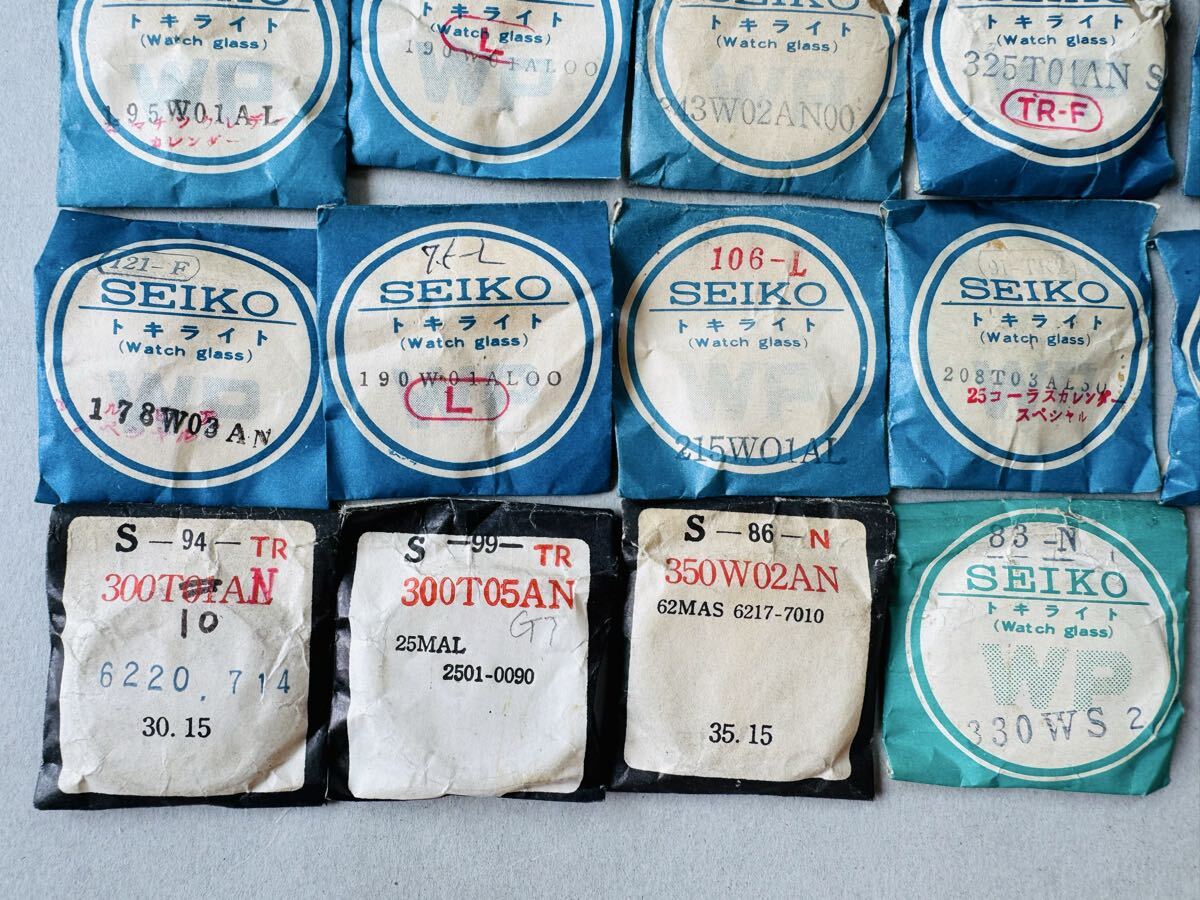 SEIKO
トキライト
(Watch glass)
WP
195W01AL
カレンダー
トキライト
(Watch glass)
L
190W01AL00
SEIKO
トキライト
(Watch glass)
243W02AN00
SEIKO
トキライト
(Watch glass)
325T01AN S
TR-F
121-F
SEIKO
トキライト
(Watch glass)
WP
178W03AN
SEIKO
トキライト
(Watch glass)
190W01AL00
L
106-L
SEIKO
トキライト
(Watch glass)
WP
215W01AL
SEIKO
トキライト
(Watch glass)
25コーラスカレンダー
スペシャル
S-94-TR
300T01AN
10
6220, 714
30.15
S-99-TR
300T05AN
25MAL
2501-0090
S-86-N
350W02AN
62MAS 6217-7010
35.15
83-N
SEIKO
トキライト
(Watch glass)
WP
330WS 2